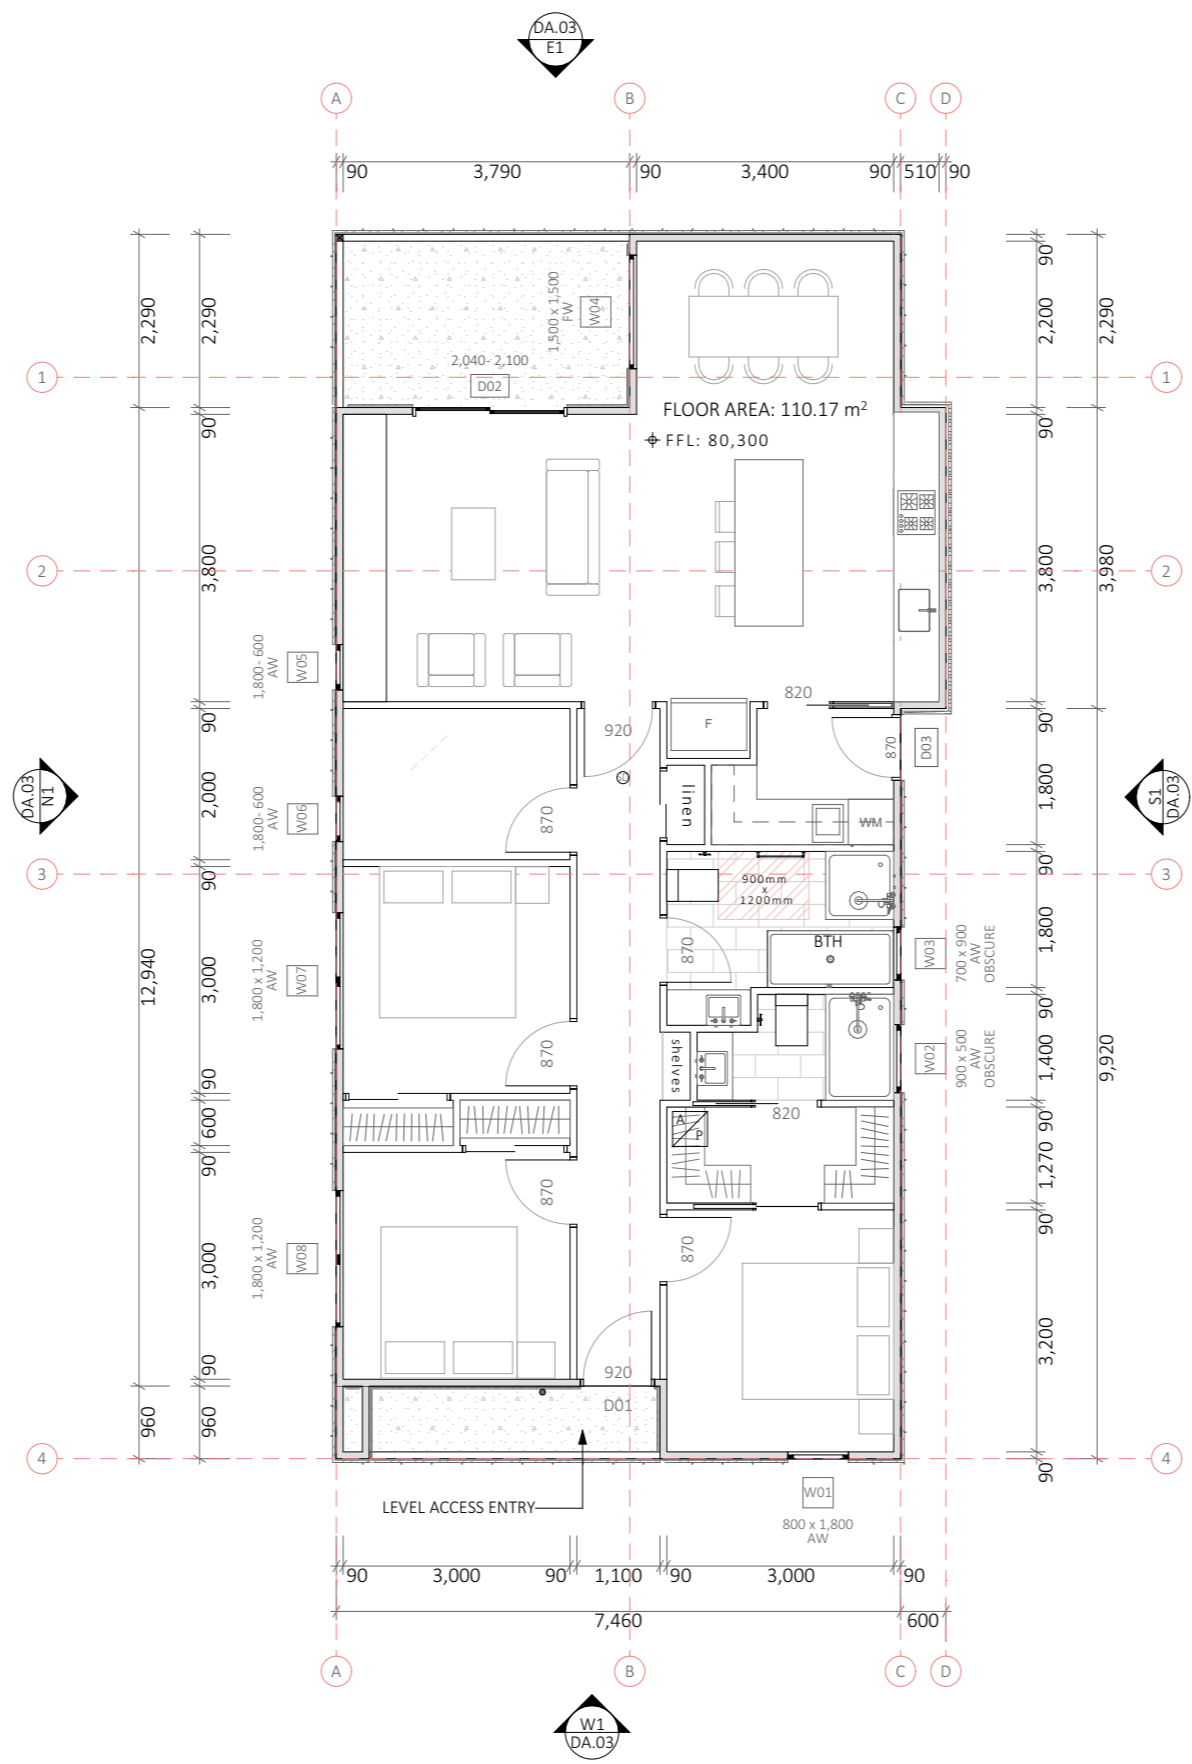 DA.03
E1
A
B
C
D
90
3,790
90
3,400
90
510
90
2,290
2,290
90
2,200
2,290
1,500 x 1,500
FW
W04
2,040- 2,100
D02
1
1
FLOOR AREA: 110.17 m²
FFL: 80,300
90
90
3,800
3,800
3,980
2
2
1,800- 600
AW
W05
820
F
920
SD
90
90
870
D03
DA.03
N1
S1
DA.03
2,000
1,800- 600
AW
W06
870
linen
WM
1,800
3
3
90
90
900mm
x
1200mm
12,940
3,000
1,800 x 1,200
AW
W07
870
BTH
W03
700 x 900
AW
OBSCURE
1,800
90
870
shelves
W02
900 x 500
AW
OBSCURE
1,400
9,920
90
600
90
A
P
820
90
1,270
90
870
870
3,000
1,800 x 1,200
AW
W08
3,200
90
920
D01
960
960
4
4
90
LEVEL ACCESS ENTRY
W01
800 x 1,800
AW
90
3,000
90
1,100
90
3,000
90
7,460
600
A
B
C
D
W1
DA.03